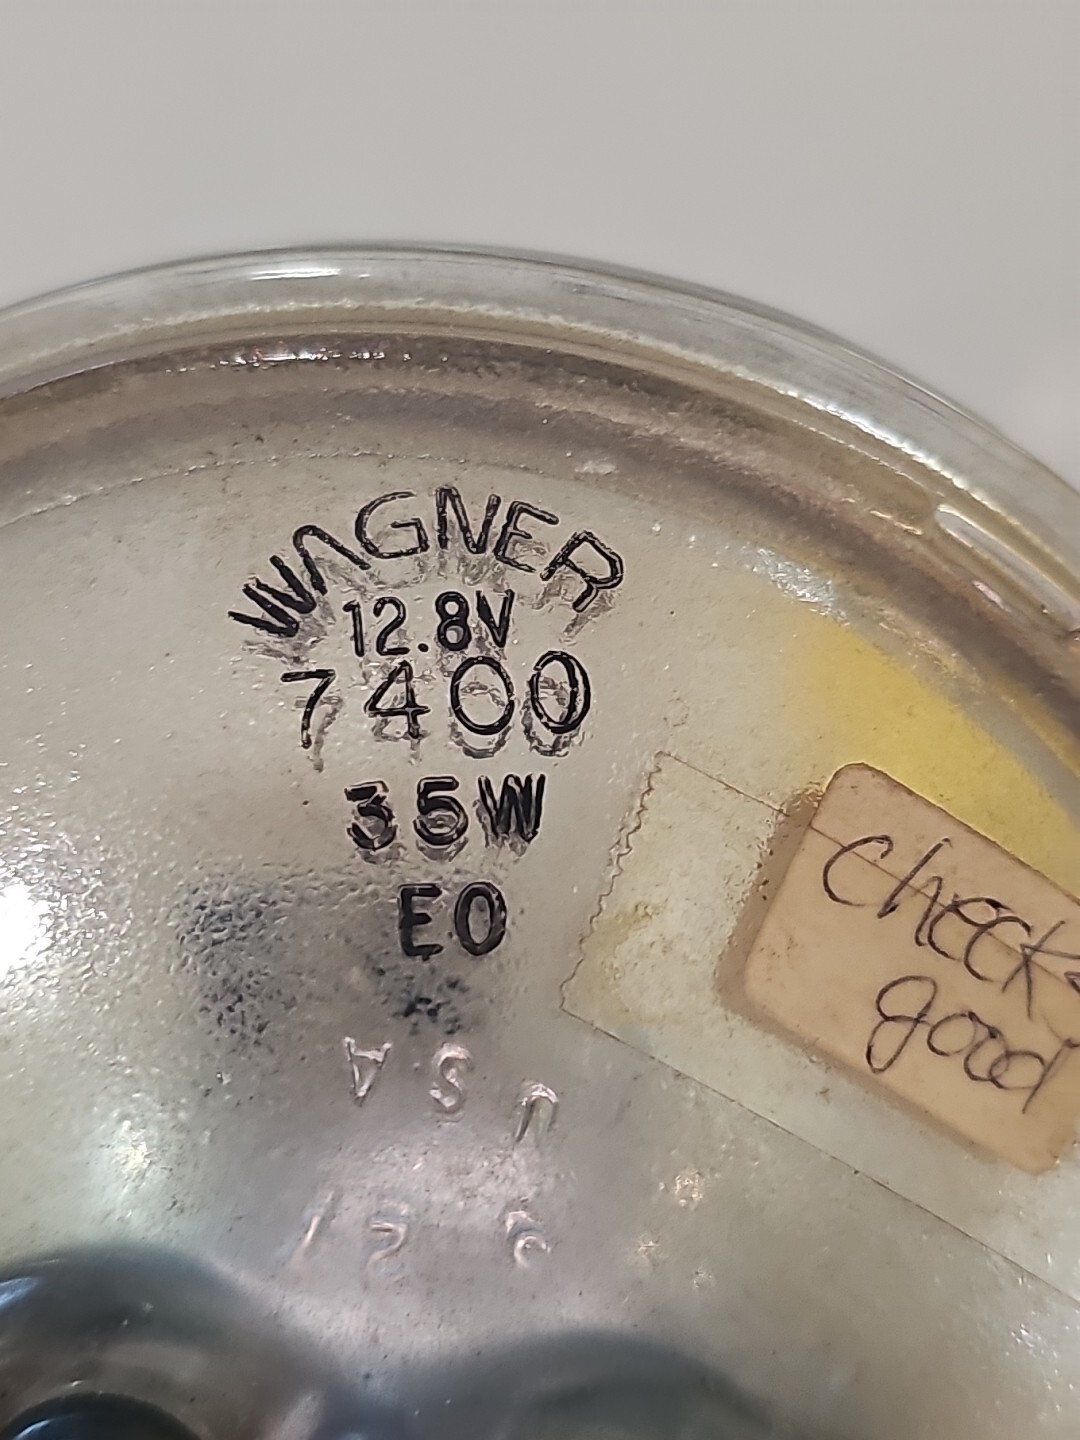 WAGNER
12.8V
7400
35W
EO
USA
Check
good